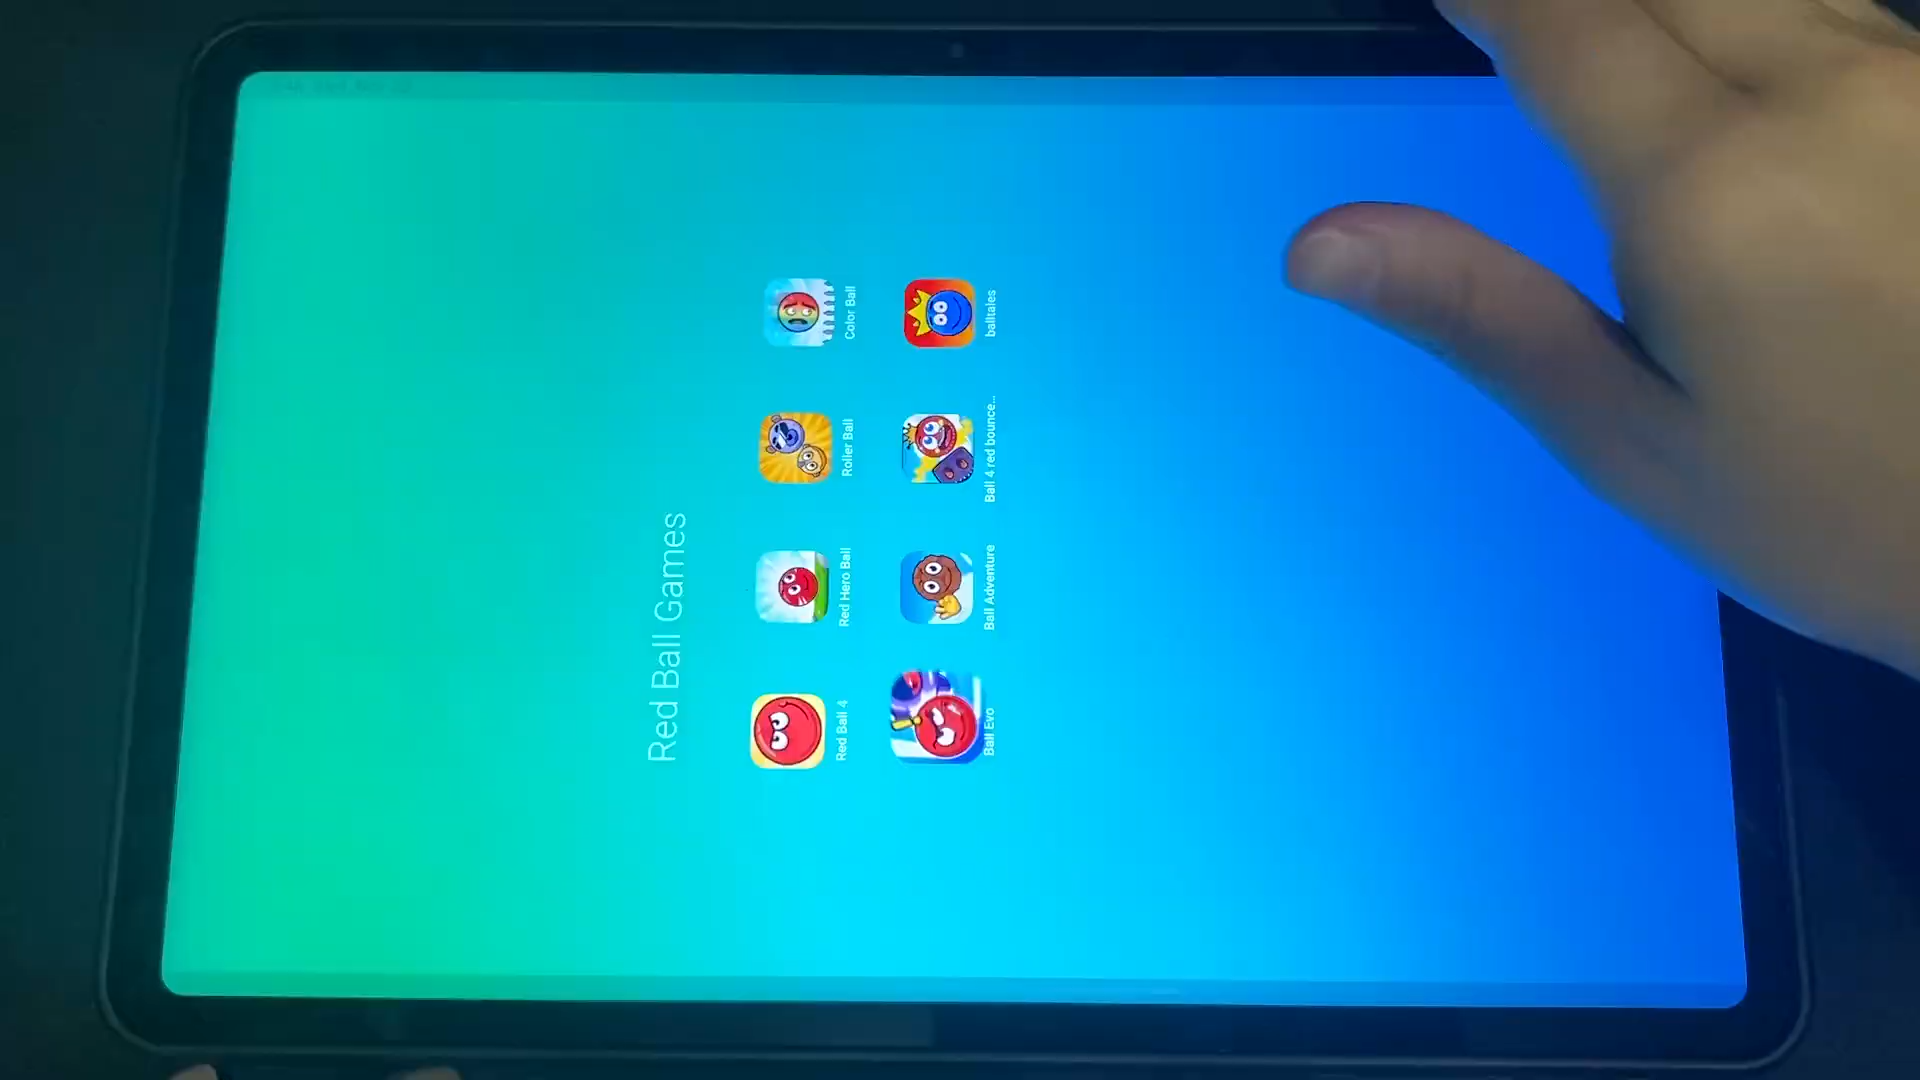 Red Ball Games
Red Ball 4
Red Hero Ball
Roller Ball
Color Ball
Ball Evo
Ball Adventure
Ball 4 red bounce...
balltales